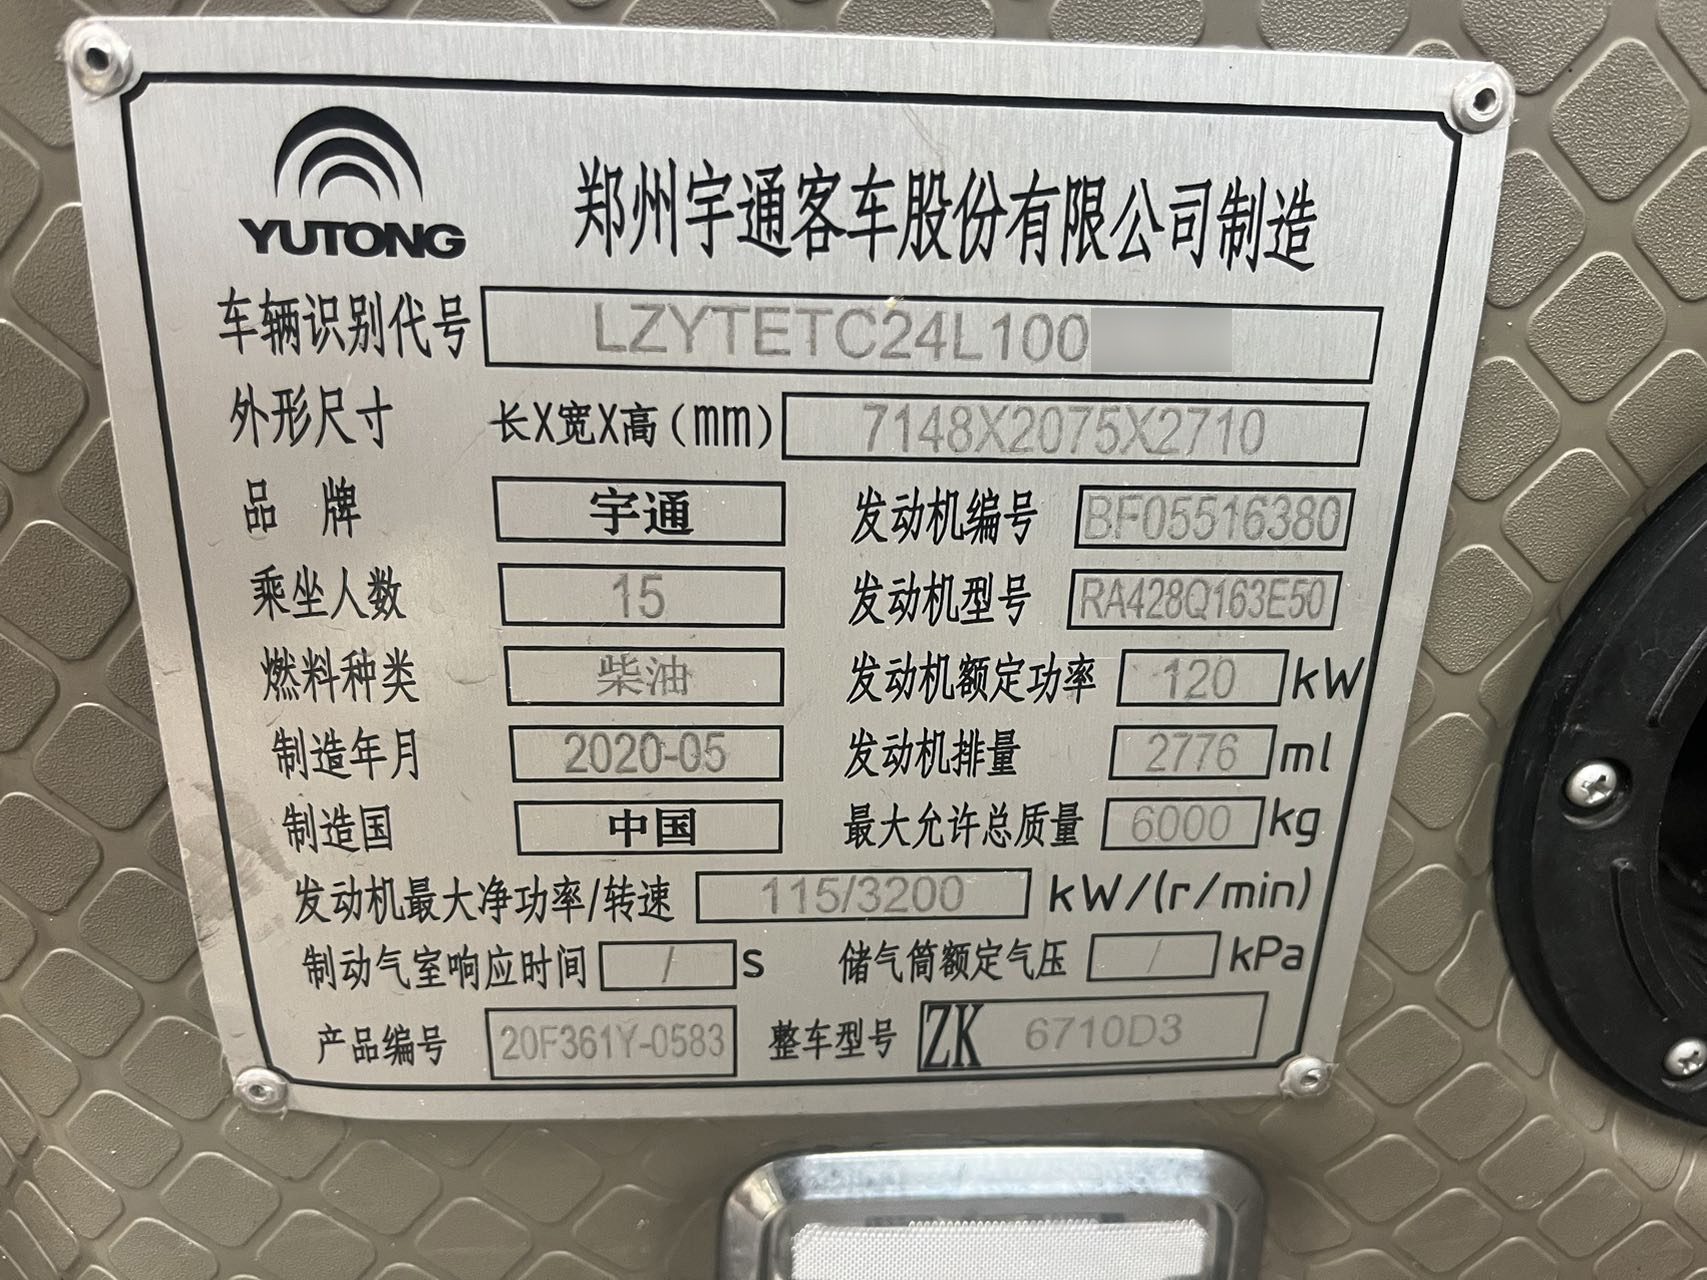 YUTONG
郑州宇通客车股份有限公司制造
车辆识别代号 LZYTETC24L100
外形尺寸 长X宽X高(mm) 7148X2075X2710
品 牌 宇通 发动机编号 BF05516380
乘坐人数 15 发动机型号 RA428Q163E50
燃料种类 柴油 发动机额定功率 120 kW
制造年月 2020-05 发动机排量 2776 ml
制造国 中国 最大允许总质量 6000 kg
发动机最大净功率/转速 115/3200 kW/(r/min)
制动气室响应时间 / s 储气筒额定气压 / kPa
产品编号 20F361Y-0583 整车型号 ZK 6710D3